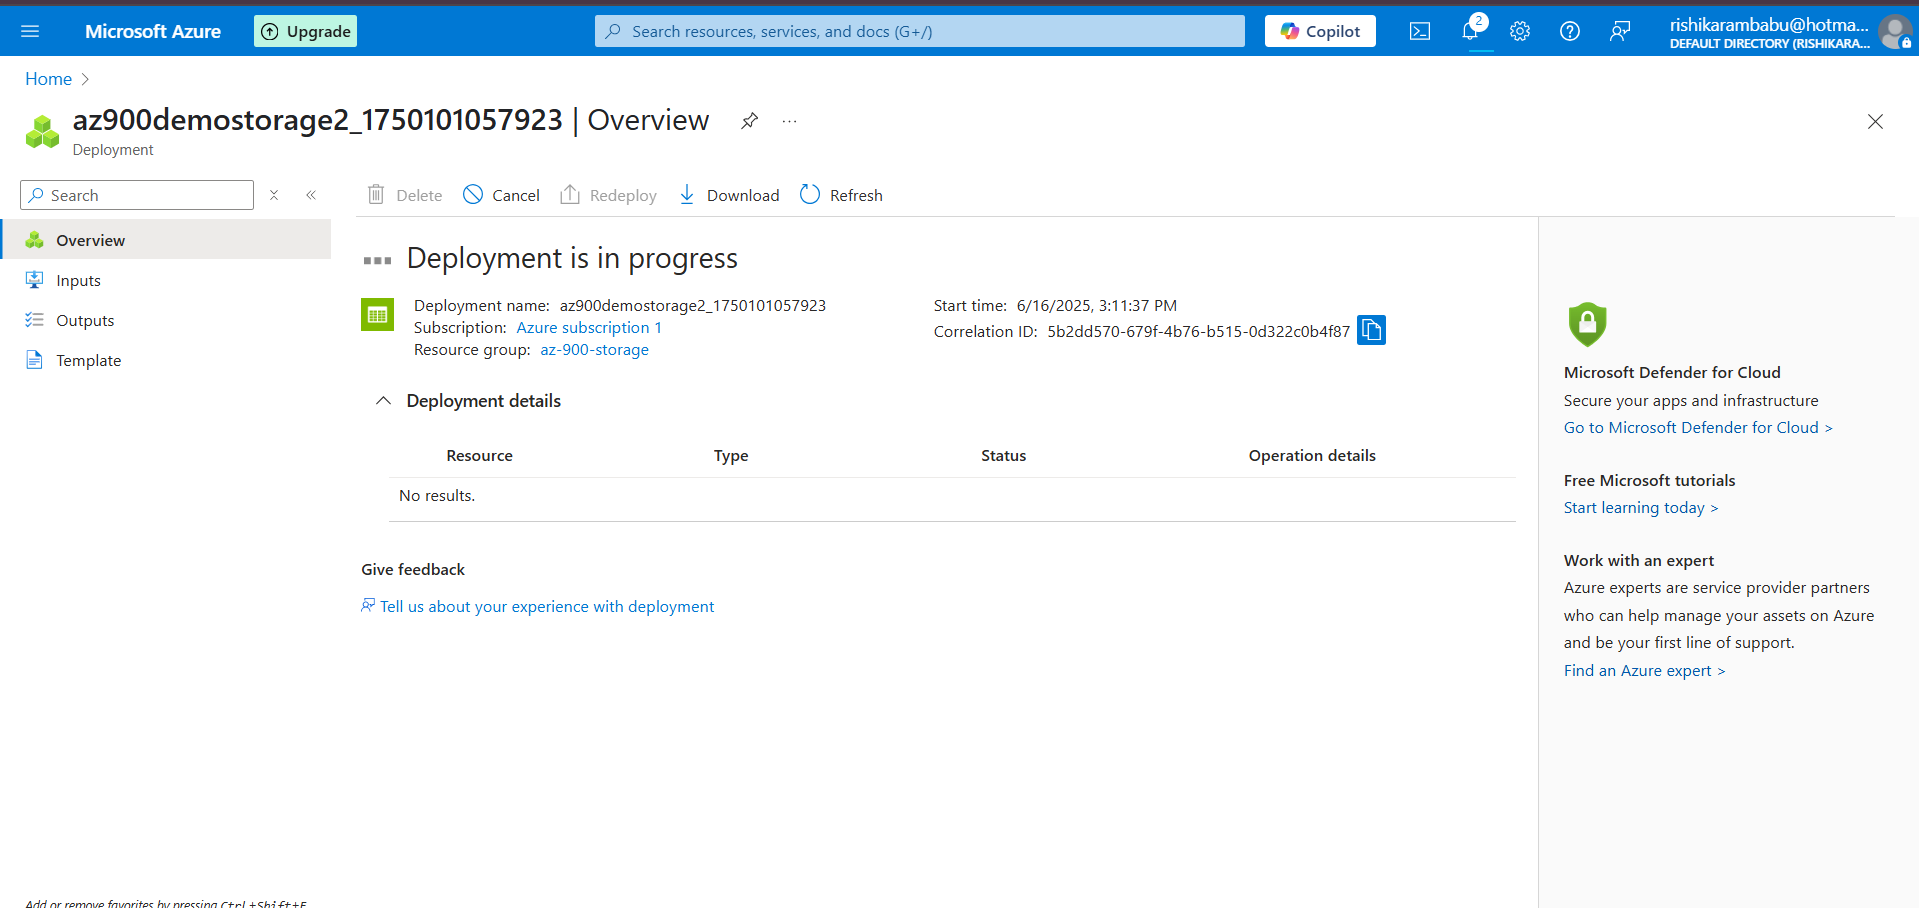 Microsoft Azure
Upgrade
Search resources, services, and docs (G+/)
Copilot
2
rishikarambabu@hotma...
DEFAULT DIRECTORY (RISHIKARA...
Home
az900demostorage2_1750101057923 | Overview
...
Deployment
Search
Delete
Cancel
Redeploy
Download
Refresh
Overview
Inputs
Outputs
Template
Deployment is in progress
Deployment name: az900demostorage2_1750101057923
Subscription: Azure subscription 1
Resource group: az-900-storage
Start time: 6/16/2025, 3:11:37 PM
Correlation ID: 5b2dd570-679f-4b76-b515-0d322c0b4f87
Deployment details
Resource Type Status Operation details
No results.
Give feedback
Tell us about your experience with deployment
Microsoft Defender for Cloud
Secure your apps and infrastructure
Go to Microsoft Defender for Cloud >
Free Microsoft tutorials
Start learning today >
Work with an expert
Azure experts are service provider partners
who can help manage your assets on Azure
and be your first line of support.
Find an Azure expert >
Add or remove favorites by pressing Ctrl+Shift+F